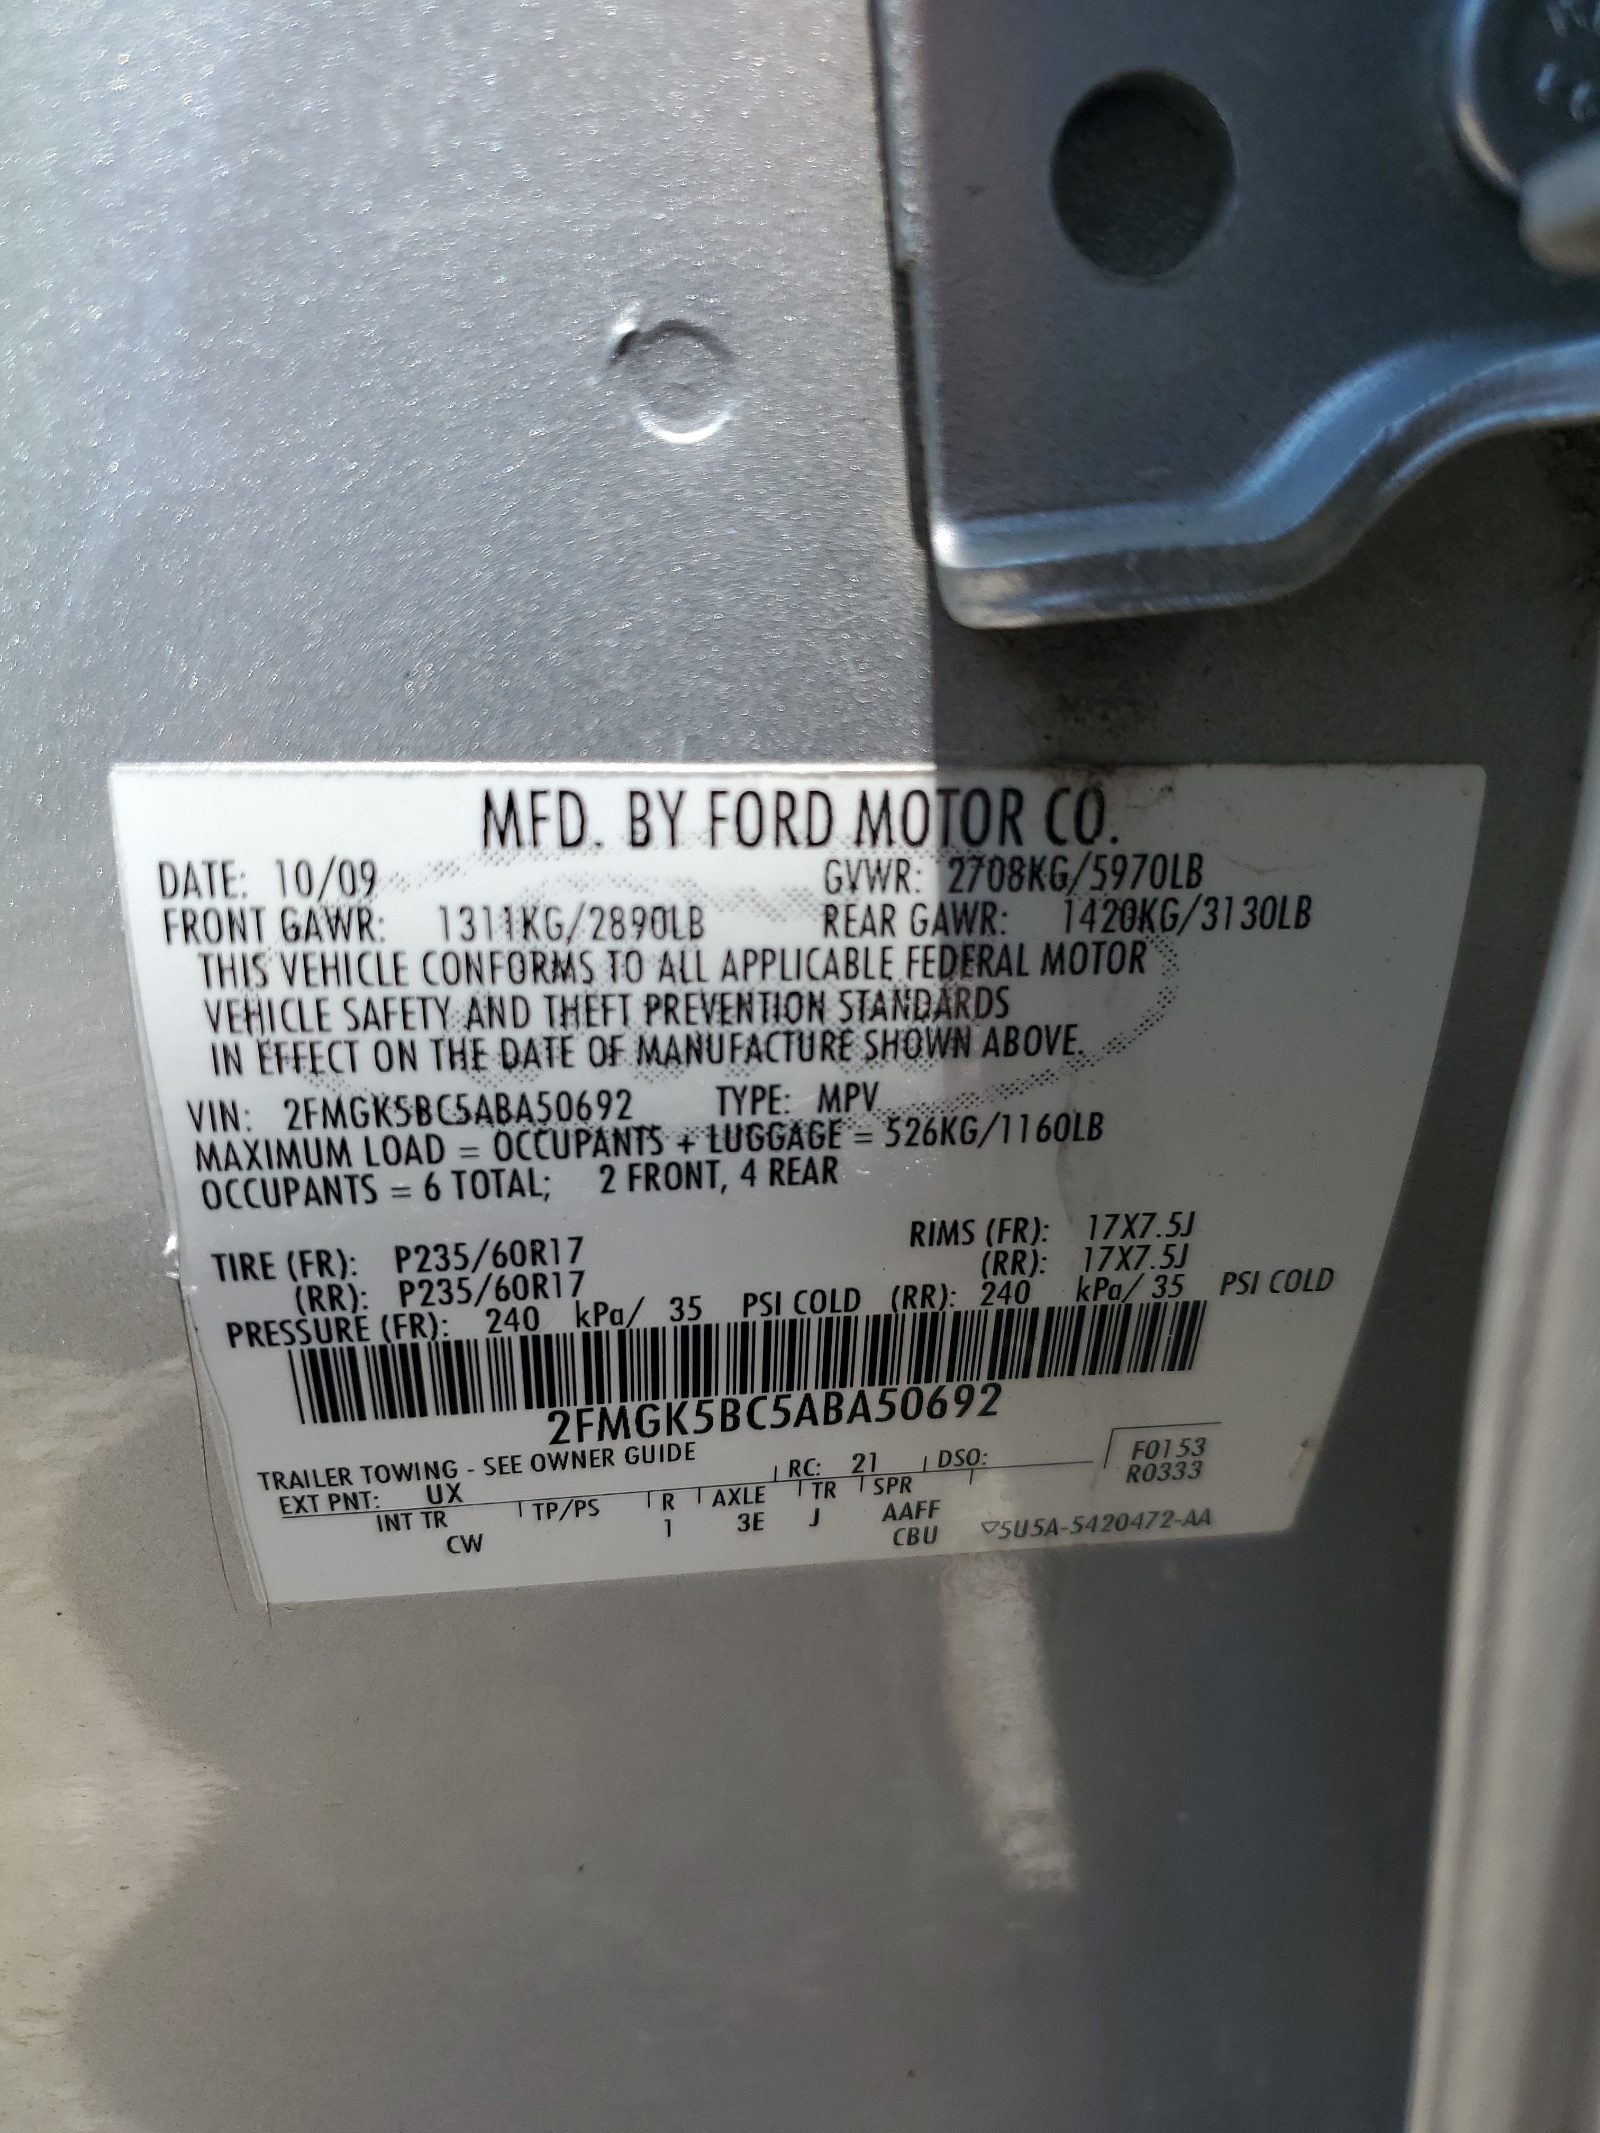 MFD. BY FORD MOTOR CO.
DATE: 10/09 GVWR: 2708KG/5970LB
FRONT GAWR: 1311KG/2890LB REAR GAWR: 1420KG/3130LB
THIS VEHICLE CONFORMS TO ALL APPLICABLE FEDERAL MOTOR
VEHICLE SAFETY AND THEFT PREVENTION STANDARDS
IN EFFECT ON THE DATE OF MANUFACTURE SHOWN ABOVE.
VIN: 2FMGK5BC5ABA50692 TYPE: MPV
MAXIMUM LOAD = OCCUPANTS + LUGGAGE = 526KG/1160LB
OCCUPANTS = 6 TOTAL; 2 FRONT, 4 REAR
TIRE (FR): P235/60R17 RIMS (FR): 17X7.5J
(RR): P235/60R17 (RR): 17X7.5J
PRESSURE (FR): 240 kPa/ 35 PSI COLD (RR): 240 kPa/ 35 PSI COLD
2FMGK5BC5ABA50692
TRAILER TOWING - SEE OWNER GUIDE
EXT PNT: UX RC: 21 DSO: F0153
R0333
INT TR TP/PS R AXLE TR SPR
CW 1 3E J AAFF
CBU ▽5U5A-5420472-AA